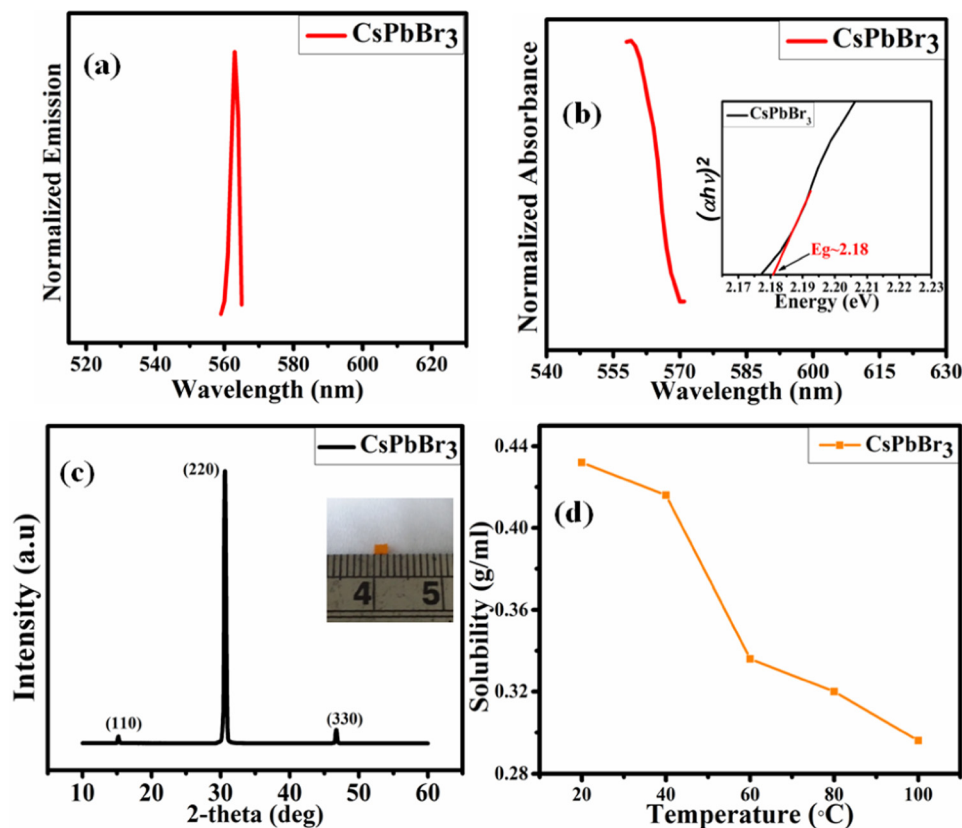 (a)
CsPbBr3
Normalized Emission
520 540 560 580 600 620
Wavelength (nm)
(b)
CsPbBr3
Normalized Absorbance
CsPbBr3
(αhν)2
Eg~2.18
2.17 2.18 2.19 2.20 2.21 2.22 2.23
Energy (eV)
540 555 570 585 600 615 630
Wavelength (nm)
(c)
CsPbBr3
(220)
(110)
(330)
4 5
Intensity (a.u)
10 20 30 40 50 60
2-theta (deg)
(d)
CsPbBr3
Solubility (g/ml)
0.44
0.40
0.36
0.32
0.28
20 40 60 80 100
Temperature (◦C)